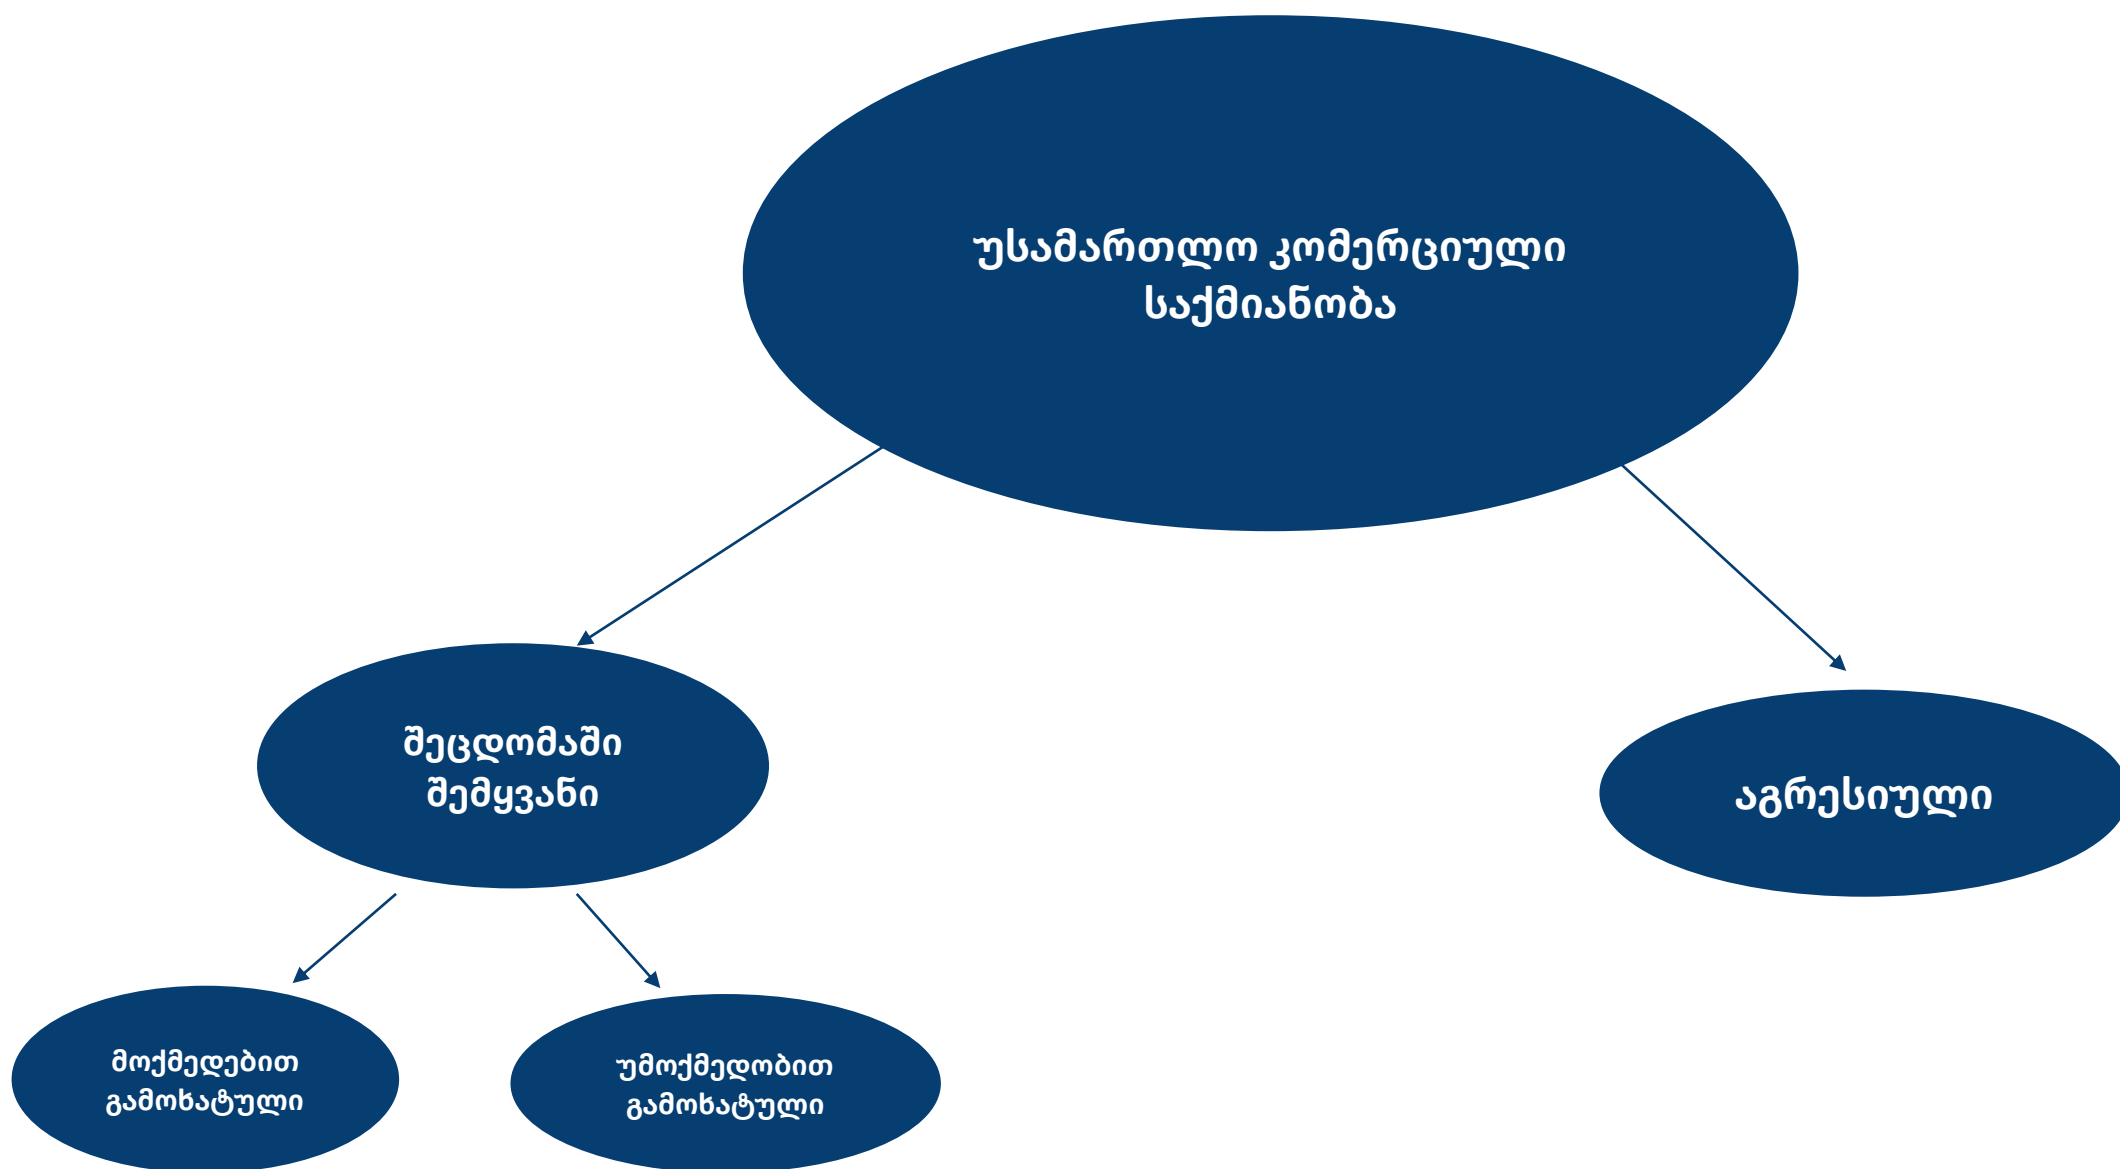 უსამართლო კომერციული
საქმიანობა
შეცდომაში
შემყვანი
აგრესიული
მოქმედებით
გამოხატული
უმოქმედობით
გამოხატული